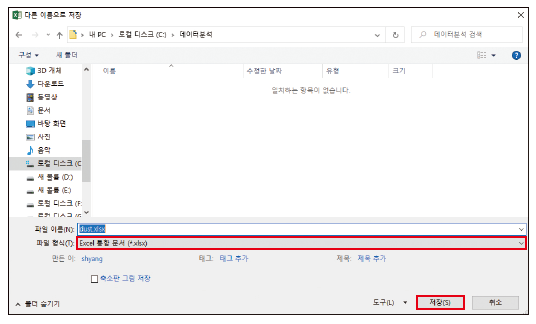 다른 이름으로 저장
> 내 PC > 로컬 디스크 (C:) > 데이터분석
데이터분석 검색
구성 새 폴더
이름 수정한 날짜 유형 크기
일치하는 항목이 없습니다.
3D 개체
다운로드
동영상
문서
바탕 화면
사진
음악
로컬 디스크 (C
새 볼륨 (D:)
새 볼륨 (E:)
로컬 디스크 (F:
로컬 디스크 (G:
파일 이름(N): dust.xlsx
파일 형식(T): Excel 통합 문서 (*.xlsx)
만든 이: shyang 태그: 태그 추가 제목: 제목 추가
축소판 그림 저장
폴더 숨기기 도구(L) 저장(S) 취소